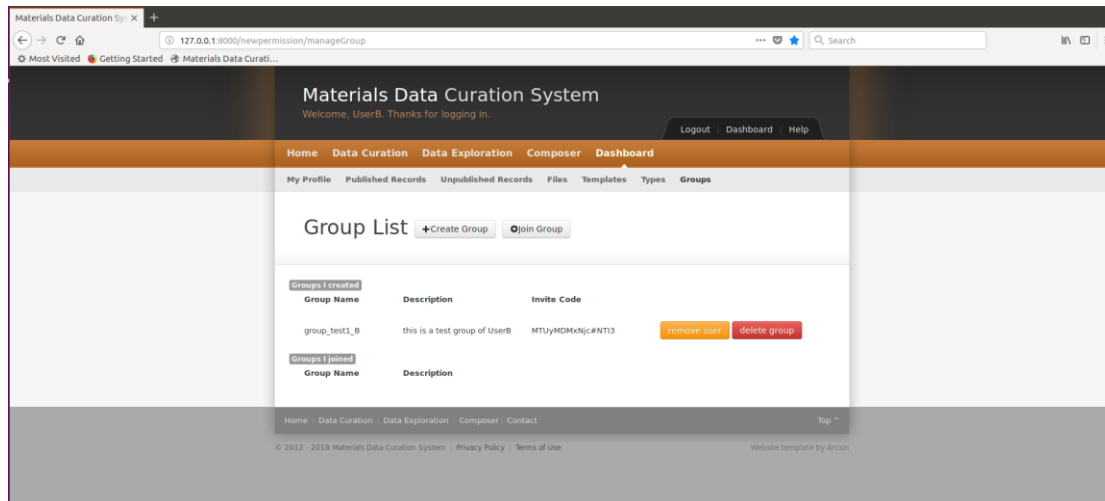 Materials Data Curation Sy
127.0.0.1:8000/newpermission/manageGroup
Search
Most Visited Getting Started Materials Data Curati...
Materials Data Curation System
Welcome, UserB. Thanks for logging in.
Logout Dashboard Help
Home Data Curation Data Exploration Composer Dashboard
My Profile Published Records Unpublished Records Files Templates Types Groups
Group List +Create Group Join Group
Groups I created
Group Name Description Invite Code
group_test1_B this is a test group of UserB MTUyMDMxNjc#NTI3 remove user delete group
Groups I joined
Group Name Description
Home | Data Curation | Data Exploration | Composer | Contact Top ^
© 2012 - 2018 Materials Data Curation System | Privacy Policy | Terms of Use Website template by Arcsin